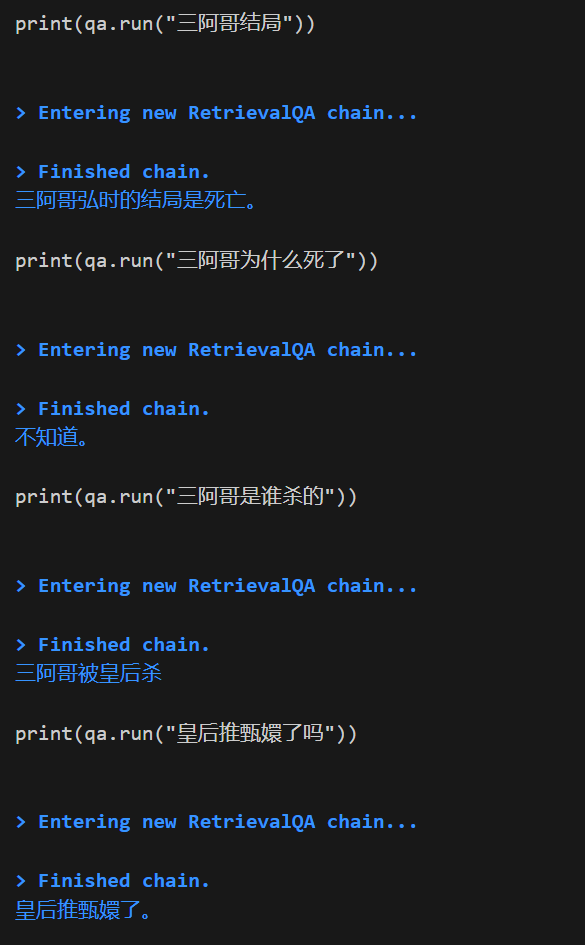 print(qa.run("三阿哥结局"))
> Entering new RetrievalQA chain...
> Finished chain.
三阿哥弘时的结局是死亡。
print(qa.run("三阿哥为什么死了"))
> Entering new RetrievalQA chain...
> Finished chain.
不知道。
print(qa.run("三阿哥是谁杀的"))
> Entering new RetrievalQA chain...
> Finished chain.
三阿哥被皇后杀
print(qa.run("皇后推甄嬛了吗"))
> Entering new RetrievalQA chain...
> Finished chain.
皇后推甄嬛了。